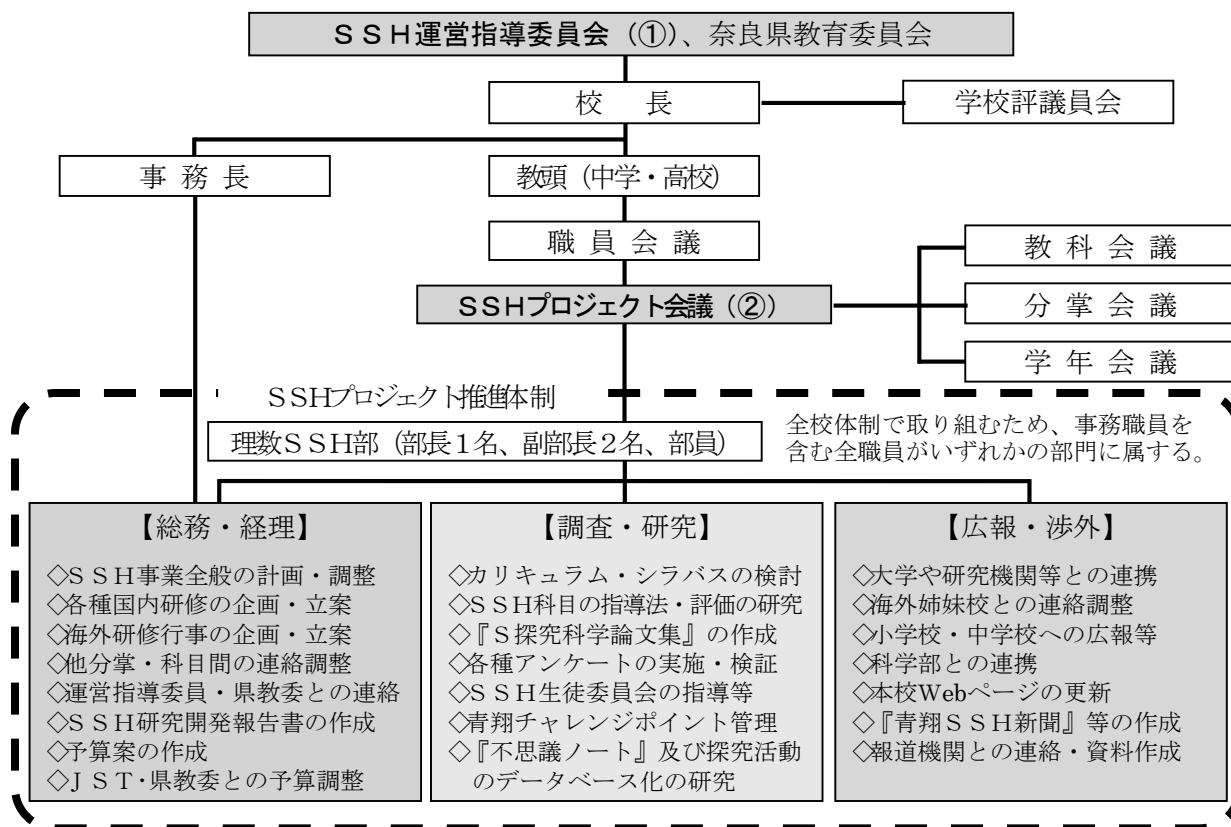 ＳＳＨ運営指導委員会（①）、奈良県教育委員会
校　長
学校評議員会
事 務 長
教頭（中学・高校）
職 員 会 議
教 科 会 議
ＳＳＨプロジェクト会議（②）
分 掌 会 議
学 年 会 議
ＳＳＨプロジェクト推進体制
全校体制で取り組むため、事務職員を
含む全職員がいずれかの部門に属する。
理数ＳＳＨ部（部長１名、副部長２名、部員）
【総務・経理】
◇ＳＳＨ事業全般の計画・調整
◇各種国内研修の企画・立案
◇海外研修行事の企画・立案
◇他分掌・科目間の連絡調整
◇運営指導委員・県教委との連絡
◇ＳＳＨ研究開発報告書の作成
◇予算案の作成
◇ＪＳＴ・県教委との予算調整
【調査・研究】
◇カリキュラム・シラバスの検討
◇ＳＳＨ科目の指導法・評価の研究
◇『Ｓ探究科学論文集』の作成
◇各種アンケートの実施・検証
◇ＳＳＨ生徒委員会の指導等
◇青翔チャレンジポイント管理
◇『不思議ノート』及び探究活動
のデータベース化の研究
【広報・渉外】
◇大学や研究機関等との連携
◇海外姉妹校との連絡調整
◇小学校・中学校への広報等
◇科学部との連携
◇本校Webページの更新
◇『青翔ＳＳＨ新聞』等の作成
◇報道機関との連絡・資料作成